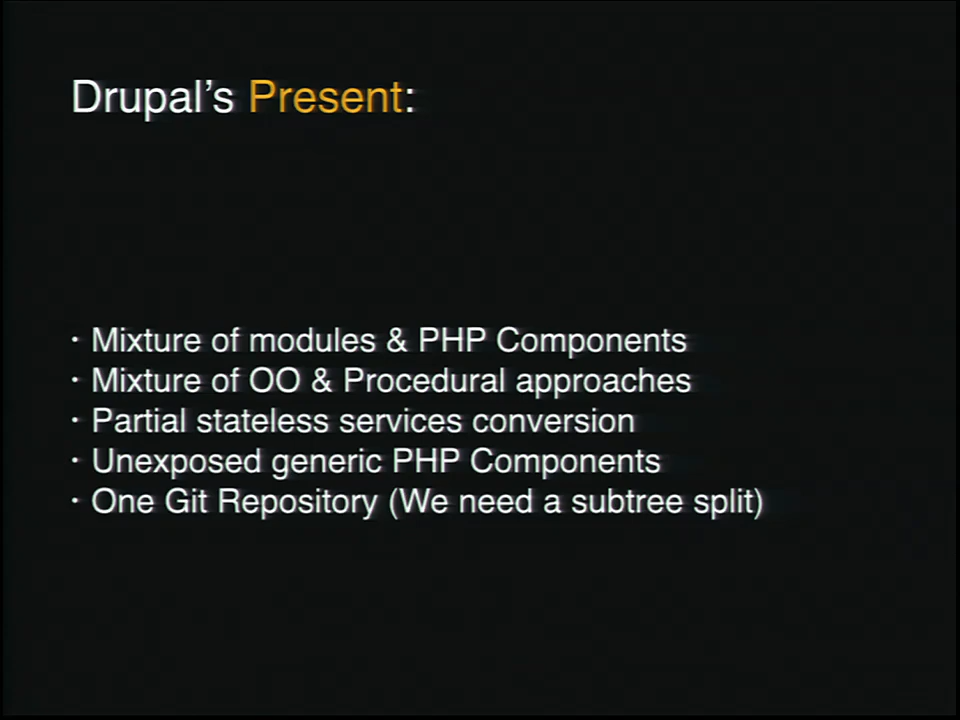 Drupal’s Present:
· Mixture of modules & PHP Components
· Mixture of OO & Procedural approaches
· Partial stateless services conversion
· Unexposed generic PHP Components
· One Git Repository (We need a subtree split)